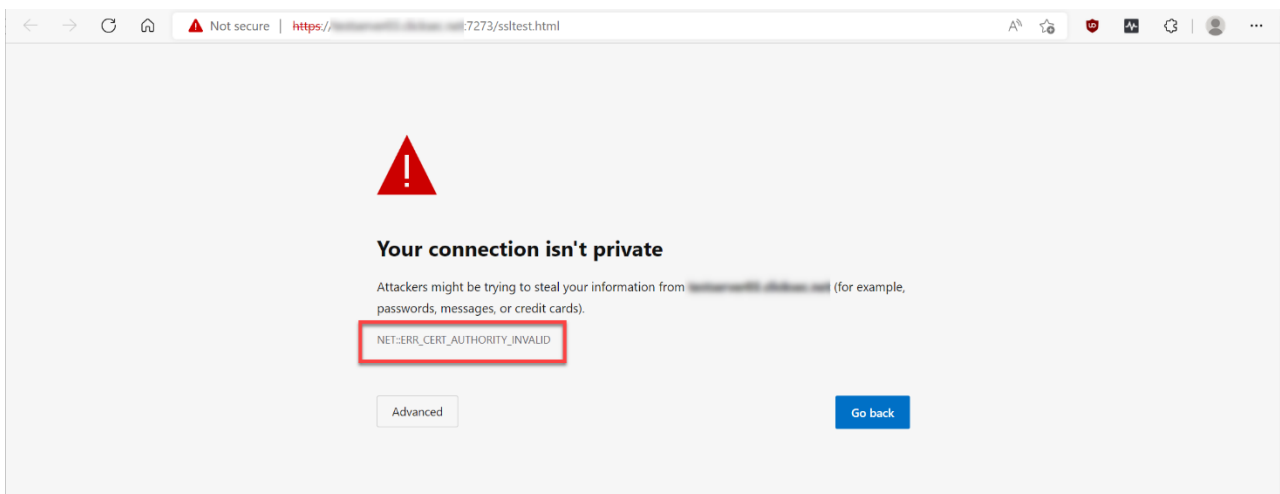 Not secure | https:// :7273/ssltest.html
Your connection isn't private
Attackers might be trying to steal your information from (for example,
passwords, messages, or credit cards).
NET::ERR_CERT_AUTHORITY_INVALID
Advanced
Go back